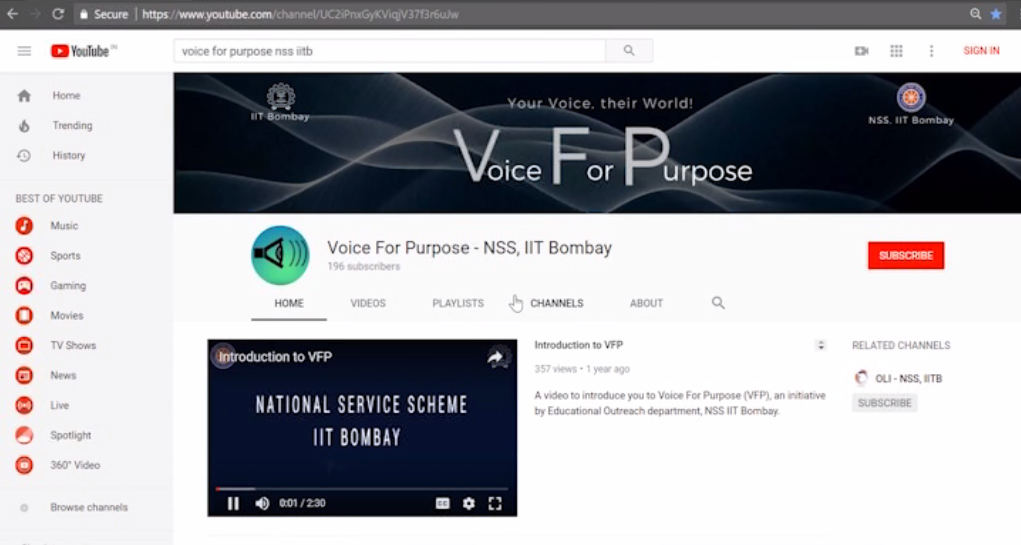 Secure
https://www.youtube.com/channel/UC2iPnxGyKViqjV37f3r6uJw
YouTube IN
voice for purpose nss iitb
SIGN IN
Home
Trending
History
BEST OF YOUTUBE
Music
Sports
Gaming
Movies
TV Shows
News
Live
Spotlight
360° Video
Browse channels
IIT Bombay
Your Voice, their World!
Voice For Purpose
NSS, IIT Bombay
Voice For Purpose - NSS, IIT Bombay
196 subscribers
SUBSCRIBE
HOME VIDEOS PLAYLISTS CHANNELS ABOUT
Introduction to VFP
NATIONAL SERVICE SCHEME
IIT BOMBAY
0:01 / 2:30
CC
Introduction to VFP
357 views • 1 year ago
A video to introduce you to Voice For Purpose (VFP), an initiative
by Educational Outreach department, NSS IIT Bombay.
RELATED CHANNELS
OLI - NSS, IITB
SUBSCRIBE